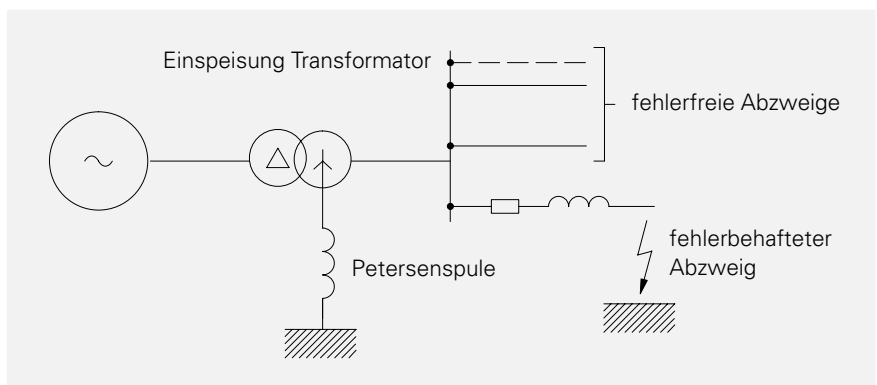 Einspeisung Transformator
fehlerfreie Abzweige
fehlerbehafteter
Abzweig
Petersenspule